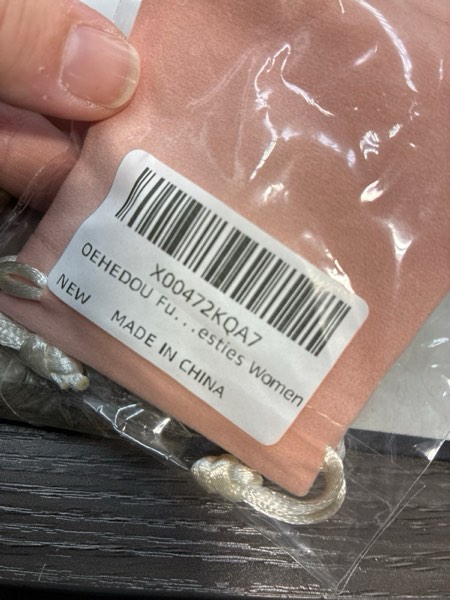 X00472KQA7
OEHEDOU Fu...esties Women
NEW MADE IN CHINA